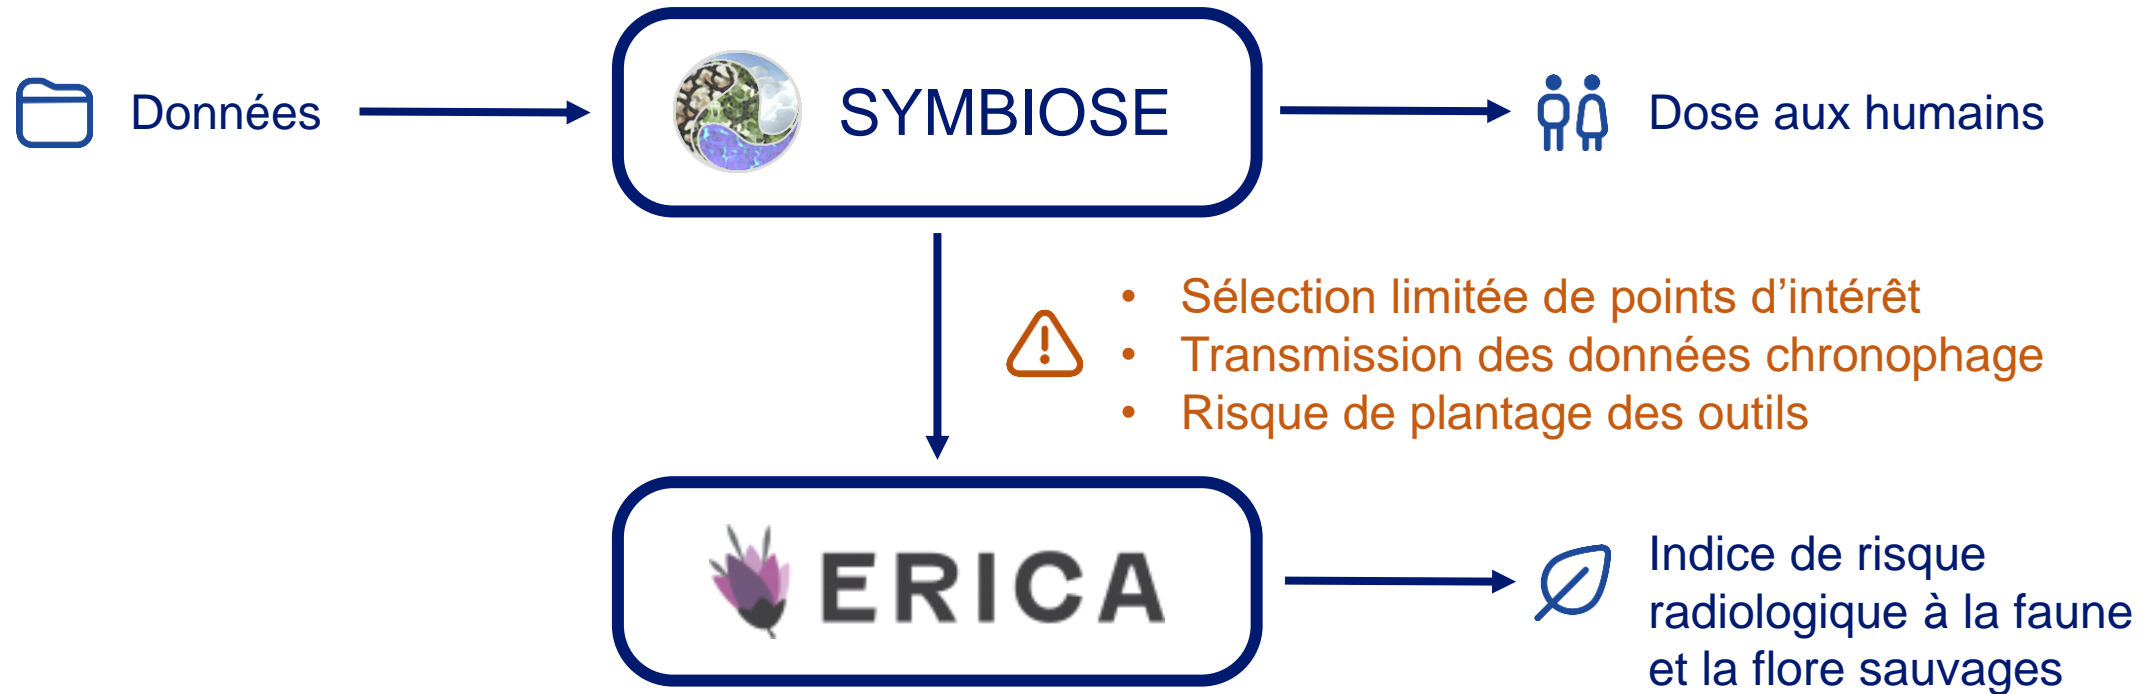 Données
SYMBIOSE
Dose aux humains
• Sélection limitée de points d’intérêt
• Transmission des données chronophage
• Risque de plantage des outils
ERICA
Indice de risque
radiologique à la faune
et la flore sauvages